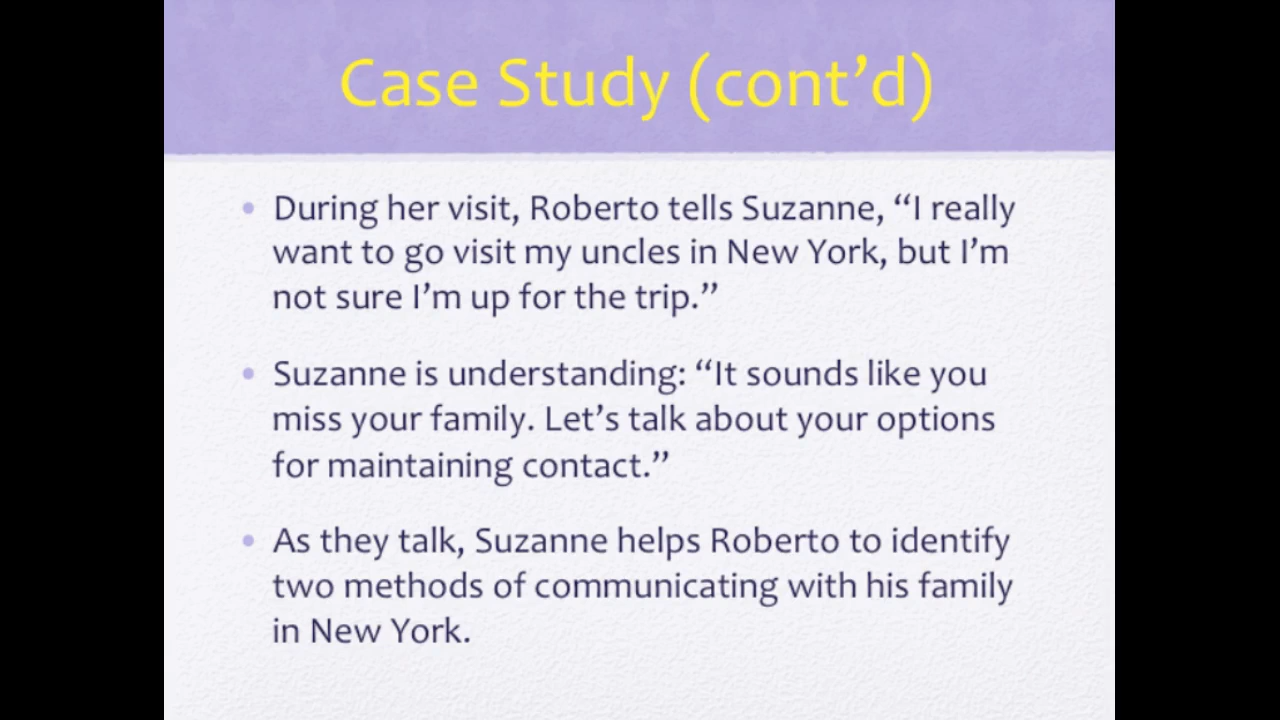 Case Study (cont’d)
• During her visit, Roberto tells Suzanne, “I really
want to go visit my uncles in New York, but I’m
not sure I’m up for the trip.”
• Suzanne is understanding: “It sounds like you
miss your family. Let’s talk about your options
for maintaining contact.”
• As they talk, Suzanne helps Roberto to identify
two methods of communicating with his family
in New York.